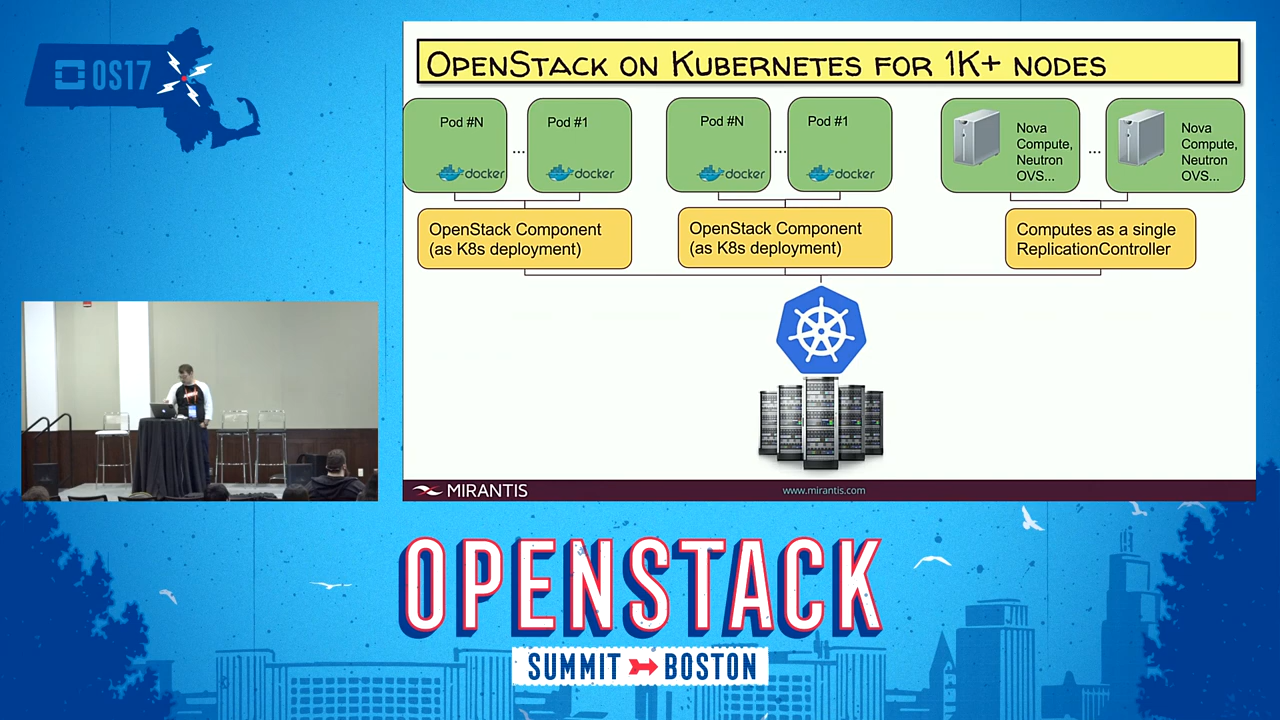 OS17
OpenStack on Kubernetes for 1K+ nodes
Pod #N
docker
...
Pod #1
docker
Pod #N
docker
...
Pod #1
docker
Nova
Compute,
Neutron
OVS...
...
Nova
Compute,
Neutron
OVS...
OpenStack Component
(as K8s deployment)
OpenStack Component
(as K8s deployment)
Computes as a single
ReplicationController
MIRANTIS
www.mirantis.com
OPENSTACK
SUMMIT BOSTON